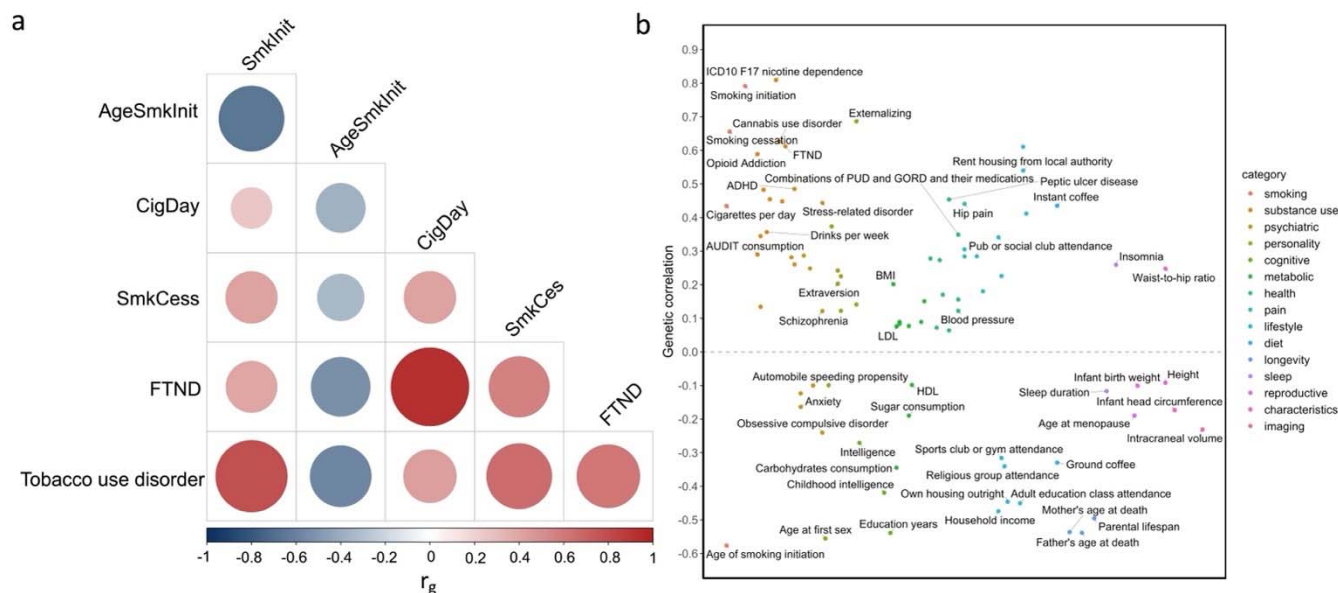 a
SmkInit
AgeSmkInit
AgeSmkInit
CigDay
CigDay
SmkCess
SmkCes
FTND
FTND
Tobacco use disorder
-1 -0.8 -0.6 -0.4 -0.2 0 0.2 0.4 0.6 0.8 1
rg
b
Genetic correlation
0.9
0.8
0.7
0.6
0.5
0.4
0.3
0.2
0.1
0.0
-0.1
-0.2
-0.3
-0.4
-0.5
-0.6
ICD10 F17 nicotine dependence
Smoking initiation
Externalizing
Cannabis use disorder
Smoking cessation
FTND
Opioid Addiction
Rent housing from local authority
Combinations of PUD and GORD and their medications
Peptic ulcer disease
ADHD
Instant coffee
Cigarettes per day
Stress-related disorder
Hip pain
Drinks per week
AUDIT consumption
Pub or social club attendance
Insomnia
Waist-to-hip ratio
BMI
Extraversion
Schizophrenia
Blood pressure
LDL
Automobile speeding propensity
HDL
Infant birth weight
Height
Sleep duration
Anxiety
Sugar consumption
Infant head circumference
Obsessive compulsive disorder
Age at menopause
Intracraneal volume
Intelligence
Sports club or gym attendance
Carbohydrates consumption
Religious group attendance
Ground coffee
Childhood intelligence
Own housing outright
Adult education class attendance
Mother's age at death
Household income
Age at first sex
Education years
Parental lifespan
Father's age at death
Age of smoking initiation
category
smoking
substance use
psychiatric
personality
cognitive
metabolic
health
pain
lifestyle
diet
longevity
sleep
reproductive
characteristics
imaging